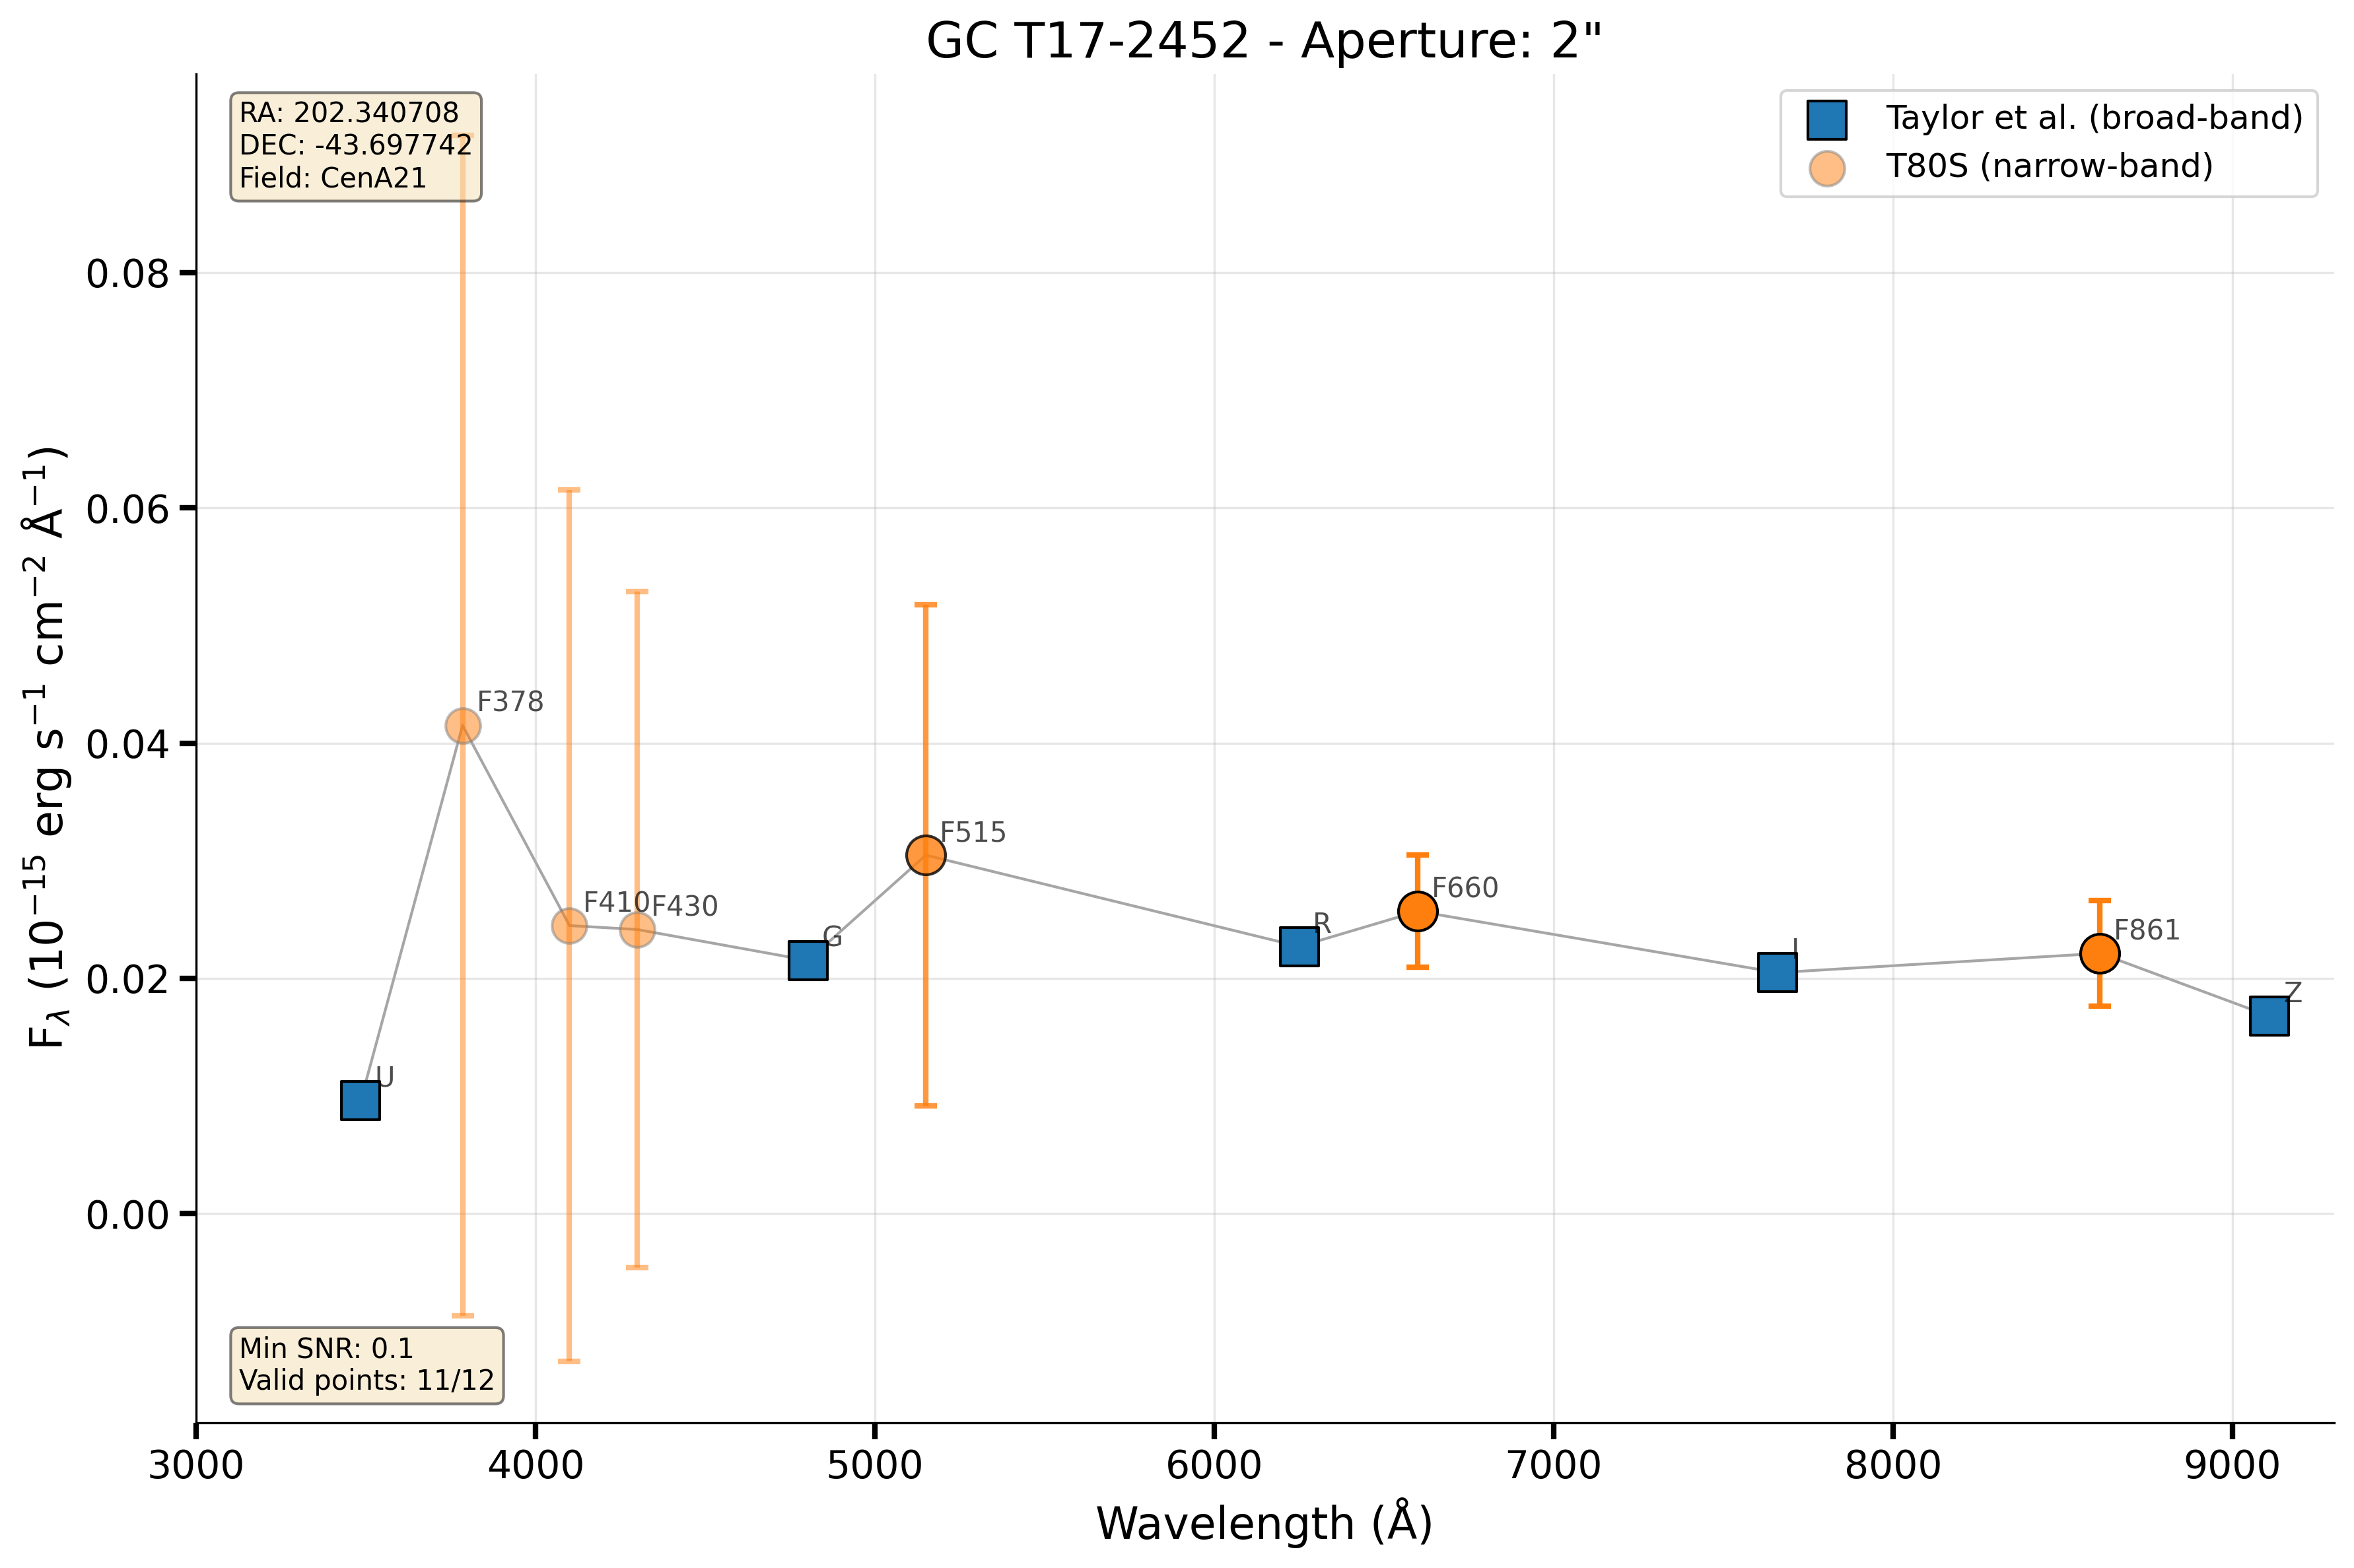 GC T17-2452 - Aperture: 2"
RA: 202.340708
DEC: -43.697742
Field: CenA21
Taylor et al. (broad-band)
T80S (narrow-band)
F$_{λ}$ (10$^{-15}$ erg s$^{-1}$ cm$^{-2}$ Å$^{-1}$)
0.08
0.06
0.04
0.02
0.00
U
F378
F410
F430
G
F515
R
F660
I
F861
Z
Min SNR: 0.1
Valid points: 11/12
3000 4000 5000 6000 7000 8000 9000
Wavelength (Å)